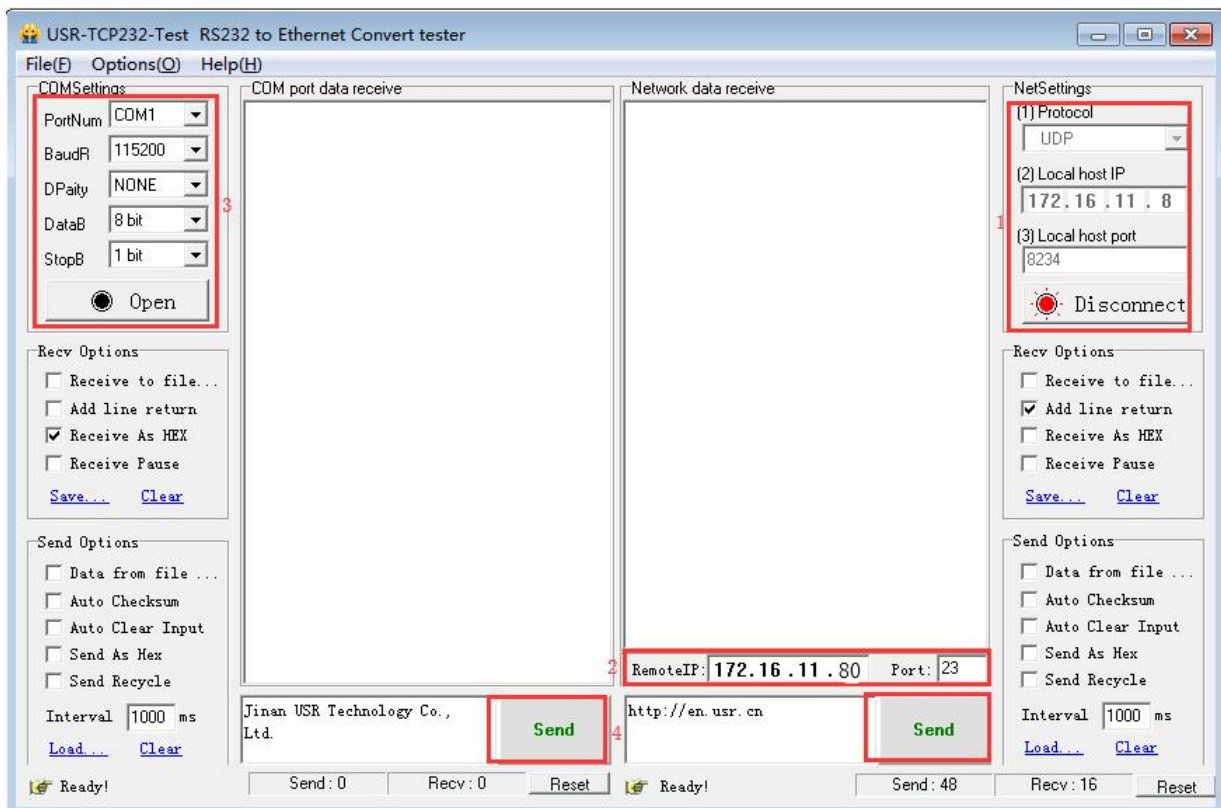 USR-TCP232-Test RS232 to Ethernet Convert tester
File(F) Options(O) Help(H)
COMSettings
PortNum COM1
BaudR 115200
DPaity NONE
DataB 8 bit
StopB 1 bit
Open
3
Recv Options
Receive to file...
Add line return
Receive As HEX
Receive Pause
Save... Clear
Send Options
Data from file ...
Auto Checksum
Auto Clear Input
Send As Hex
Send Recycle
Interval 1000 ms
Load... Clear
Ready!
COM port data receive
Jinan USR Technology Co.,
Ltd.
Send
4
Send : 0 Recv : 0 Reset
Network data receive
2 RemoteIP: 172.16 .11 . 80 Port: 23
http://en.usr.cn
Send
Ready! Send : 48 Recv : 16 Reset
NetSettings
(1) Protocol
UDP
(2) Local host IP
172.16 .11 . 8
1
(3) Local host port
8234
Disconnect
Recv Options
Receive to file...
Add line return
Receive As HEX
Receive Pause
Save... Clear
Send Options
Data from file ...
Auto Checksum
Auto Clear Input
Send As Hex
Send Recycle
Interval 1000 ms
Load... Clear